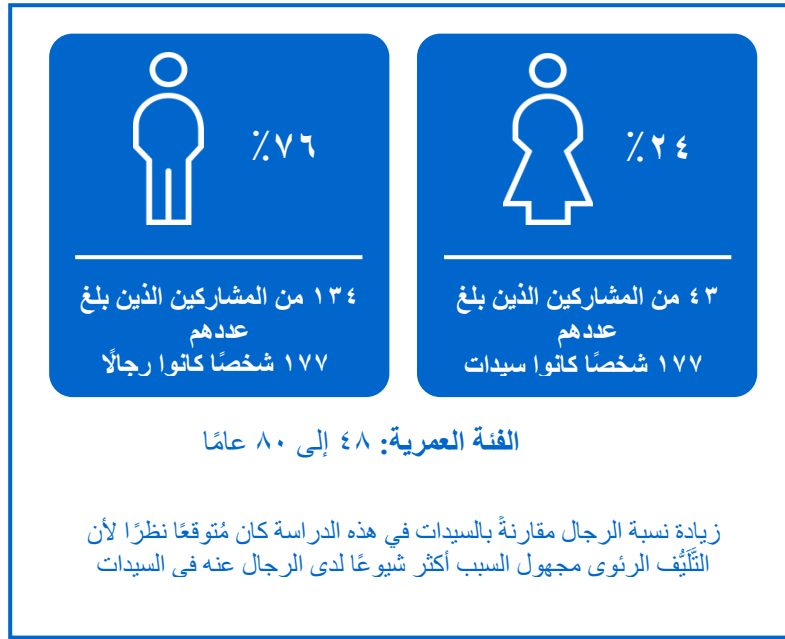 ٪٢٤
٤٣ من المشاركين الذين بلغ
عددهم
١٧٧ شخصًا كانوا سيدات
٪٧٦
١٣٤ من المشاركين الذين بلغ
عددهم
١٧٧ شخصًا كانوا رجالًا
الفئة العمرية: ٤٨ إلى ٨٠ عامًا
زيادة نسبة الرجال مقارنةً بالسيدات في هذه الدراسة كان مُتوقعًا نظرًا لأن
التَّلَيُّف الرئوي مجهول السبب أكثر شيوعًا لدى الرجال عنه في السيدات